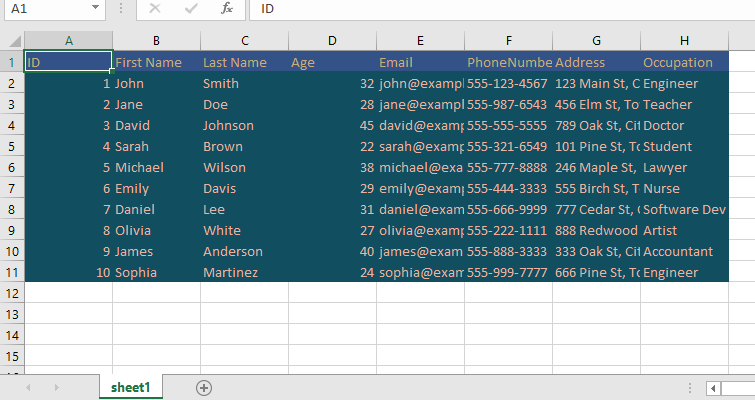 A1 fx ID
A B C D E F G H
1 ID First Name Last Name Age Email PhoneNumbe Address Occupation
2 1 John Smith 32 john@exampl 555-123-4567 123 Main St, C Engineer
3 2 Jane Doe 28 jane@exampl 555-987-6543 456 Elm St, To Teacher
4 3 David Johnson 45 david@examp 555-555-5555 789 Oak St, Cit Doctor
5 4 Sarah Brown 22 sarah@examp 555-321-6549 101 Pine St, To Student
6 5 Michael Wilson 38 michael@exa 555-777-8888 246 Maple St, Lawyer
7 6 Emily Davis 29 emily@examp 555-444-3333 555 Birch St, T Nurse
8 7 Daniel Lee 31 daniel@exam 555-666-9999 777 Cedar St, Software Dev
9 8 Olivia White 27 olivia@examp 555-222-1111 888 Redwood Artist
10 9 James Anderson 40 james@exam 555-888-3333 333 Oak St, Cit Accountant
11 10 Sophia Martinez 24 sophia@exam 555-999-7777 666 Pine St, To Engineer
12
13
14
15
sheet1